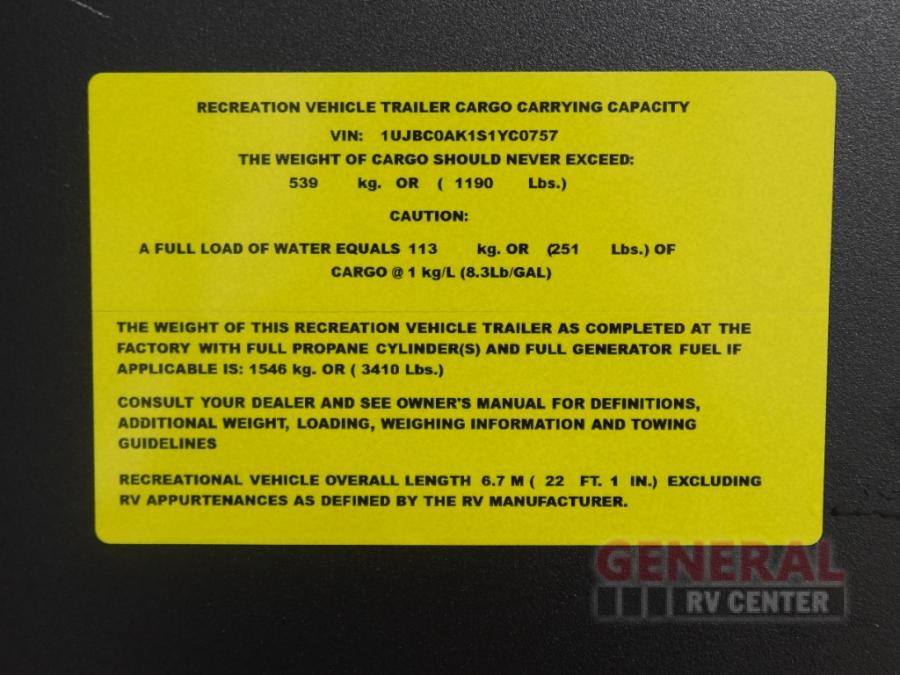 RECREATION VEHICLE TRAILER CARGO CARRYING CAPACITY
VIN: 1UJBC0AK1S1YC0757
THE WEIGHT OF CARGO SHOULD NEVER EXCEED:
539 kg. OR ( 1190 Lbs.)
CAUTION:
A FULL LOAD OF WATER EQUALS 113 kg. OR (251 Lbs.) OF
CARGO @ 1 kg/L (8.3Lb/GAL)
THE WEIGHT OF THIS RECREATION VEHICLE TRAILER AS COMPLETED AT THE
FACTORY WITH FULL PROPANE CYLINDER(S) AND FULL GENERATOR FUEL IF
APPLICABLE IS: 1546 kg. OR ( 3410 Lbs.)
CONSULT YOUR DEALER AND SEE OWNER'S MANUAL FOR DEFINITIONS,
ADDITIONAL WEIGHT, LOADING, WEIGHING INFORMATION AND TOWING
GUIDELINES
RECREATIONAL VEHICLE OVERALL LENGTH 6.7 M ( 22 FT. 1 IN.) EXCLUDING
RV APPURTENANCES AS DEFINED BY THE RV MANUFACTURER.
GENERAL
RV CENTER